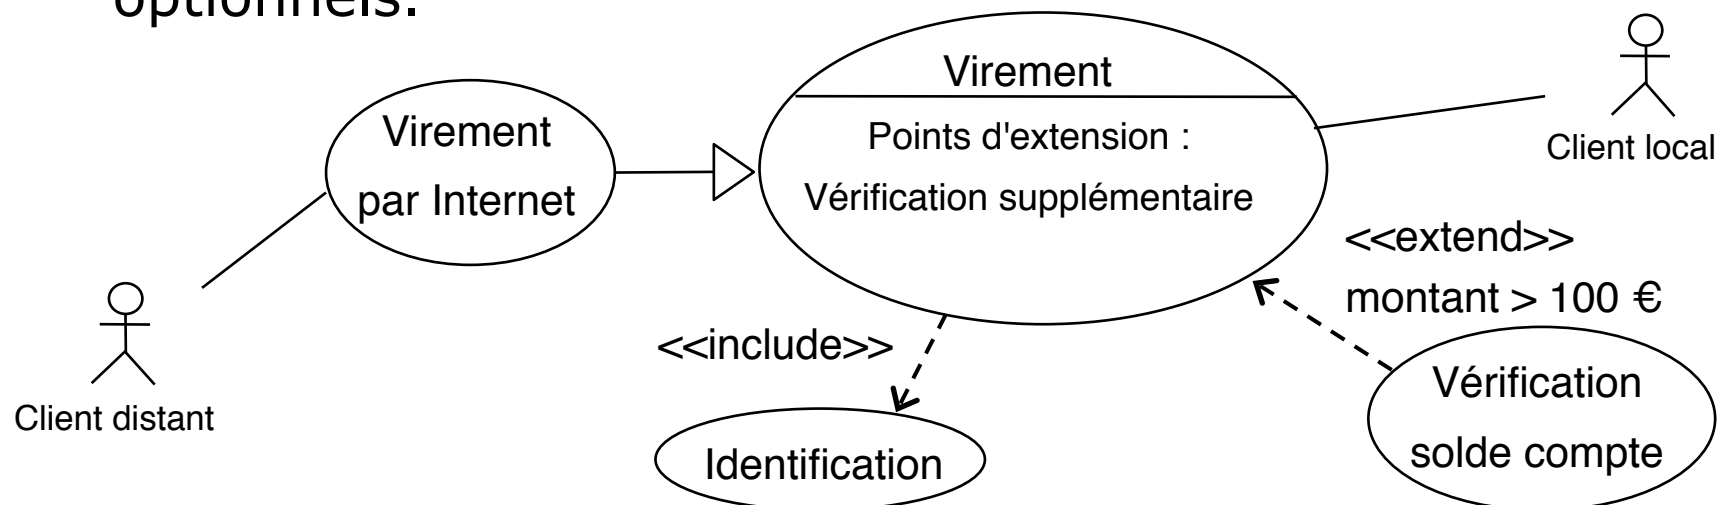 optionnels.
Virement
Points d'extension :
Vérification supplémentaire
Virement
par Internet
Client local
<<extend>>
montant > 100 €
<<include>>
Vérification
solde compte
Client distant
Identification